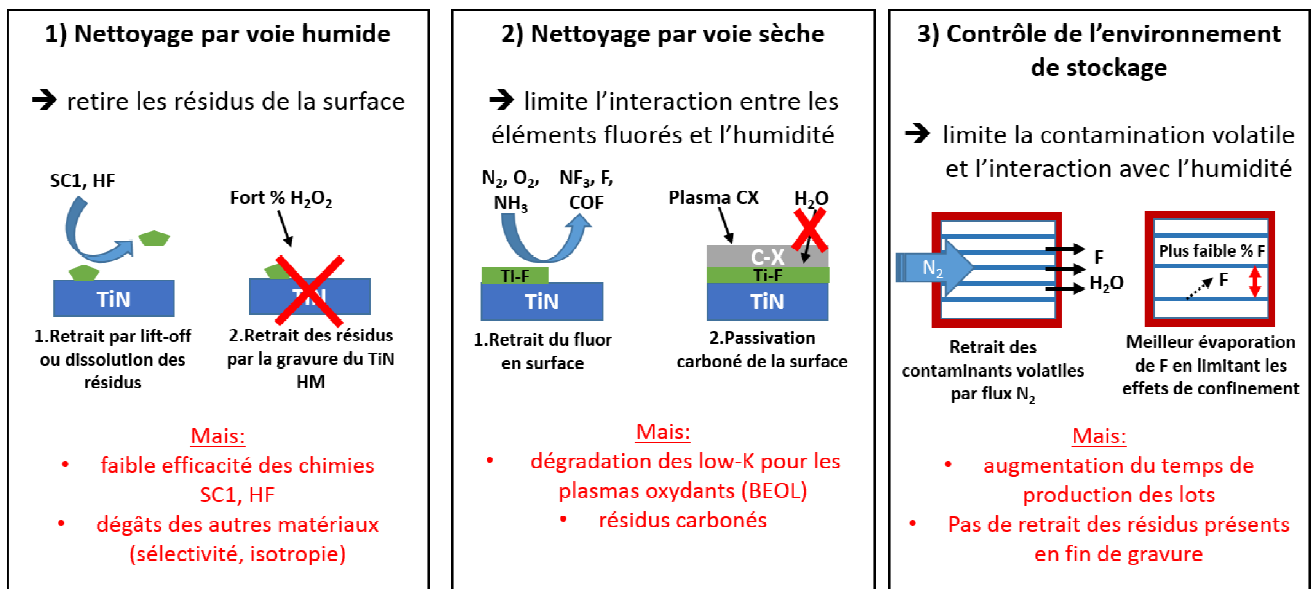 1) Nettoyage par voie humide
➔ retire les résidus de la surface
SC1, HF
Fort % H₂O₂
TiN
TiN
1.Retrait par lift-off
ou dissolution des
résidus
2.Retrait des résidus
par la gravure du TiN
HM
Mais:
• faible efficacité des chimies
SC1, HF
• dégâts des autres matériaux
(sélectivité, isotropie)
2) Nettoyage par voie sèche
➔ limite l’interaction entre les
éléments fluorés et l’humidité
N₂, O₂,
NH₃
NF₃, F,
COF
TI-F
TiN
1.Retrait du fluor
en surface
Plasma CX
H₂O
C-X
Ti-F
TiN
2.Passivation
carboné de la surface
Mais:
• dégradation des low-K pour les
plasmas oxydants (BEOL)
• résidus carbonés
3) Contrôle de l’environnement
de stockage
➔ limite la contamination volatile
et l’interaction avec l’humidité
N₂
F
H₂O
Retrait des
contaminants volatiles
par flux N₂
Plus faible % F
F
Meilleur évaporation
de F en limitant les
effets de confinement
Mais:
• augmentation du temps de
production des lots
• Pas de retrait des résidus présents
en fin de gravure